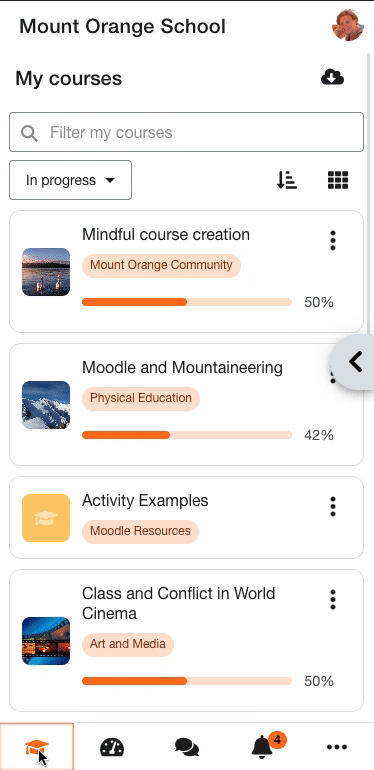 Mount Orange School
My courses
Filter my courses
In progress
Mindful course creation
Mount Orange Community
50%
Moodle and Mountaineering
Physical Education
42%
Activity Examples
Moodle Resources
Class and Conflict in World
Cinema
Art and Media
50%
4